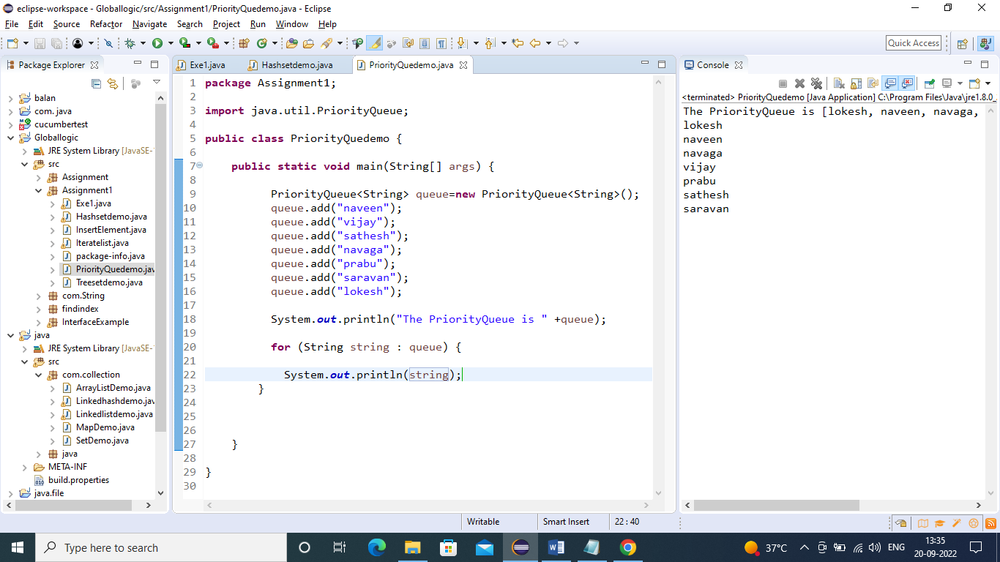 eclipse-workspace - Globallogic/src/Assignment1/PriorityQuedemo.java - Eclipse
File Edit Source Refactor Navigate Search Project Run Window Help
Quick Access
Package Explorer
balan
com. java
cucumbertest
Globallogic
JRE System Library [JavaSE-1
src
Assignment
Assignment1
Exe1.java
Hashsetdemo.java
InsertElement.java
Iteratelist.java
package-info.java
PriorityQuedemo.jav
Treesetdemo.java
com.String
findindex
InterfaceExample
java
JRE System Library [JavaSE-1
src
com.collection
ArrayListDemo.java
Linkedhashdemo.jav
Linkedlistdemo.java
MapDemo.java
SetDemo.java
java
META-INF
build.properties
java.file
Exe1.java Hashsetdemo.java PriorityQuedemo.java
1 package Assignment1;
2
3 import java.util.PriorityQueue;
4
5 public class PriorityQuedemo {
6
7 public static void main(String[] args) {
8
9 PriorityQueue<String> queue=new PriorityQueue<String>();
10 queue.add("naveen");
11 queue.add("vijay");
12 queue.add("sathesh");
13 queue.add("navaga");
14 queue.add("prabu");
15 queue.add("saravan");
16 queue.add("lokesh");
17
18 System.out.println("The PriorityQueue is " +queue);
19
20 for (String string : queue) {
21
22 System.out.println(string);
23 }
24
25
26
27 }
28
29 }
30
Console
<terminated> PriorityQuedemo [Java Application] C:\Program Files\Java\jre1.8.0_
The PriorityQueue is [lokesh, naveen, navaga,
lokesh
naveen
navaga
vijay
prabu
sathesh
saravan
Writable Smart Insert 22 : 40
Type here to search
37°C ENG 13:35
20-09-2022